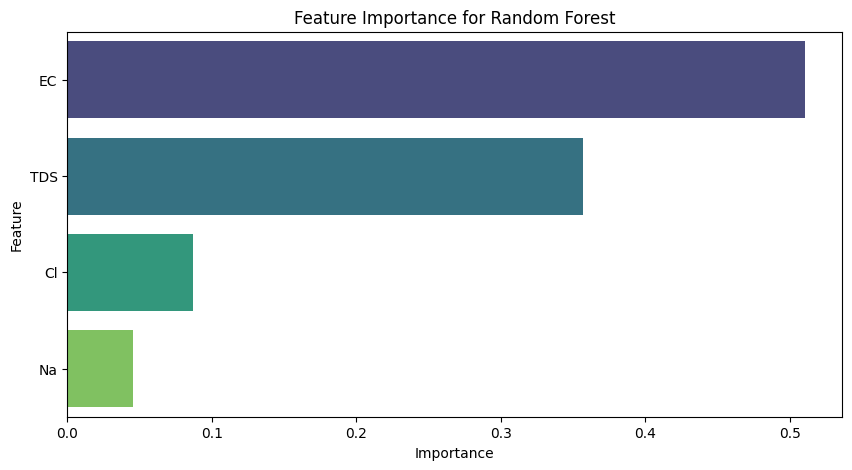 Feature Importance for Random Forest
EC
TDS
Cl
Na
Feature
0.0 0.1 0.2 0.3 0.4 0.5
Importance